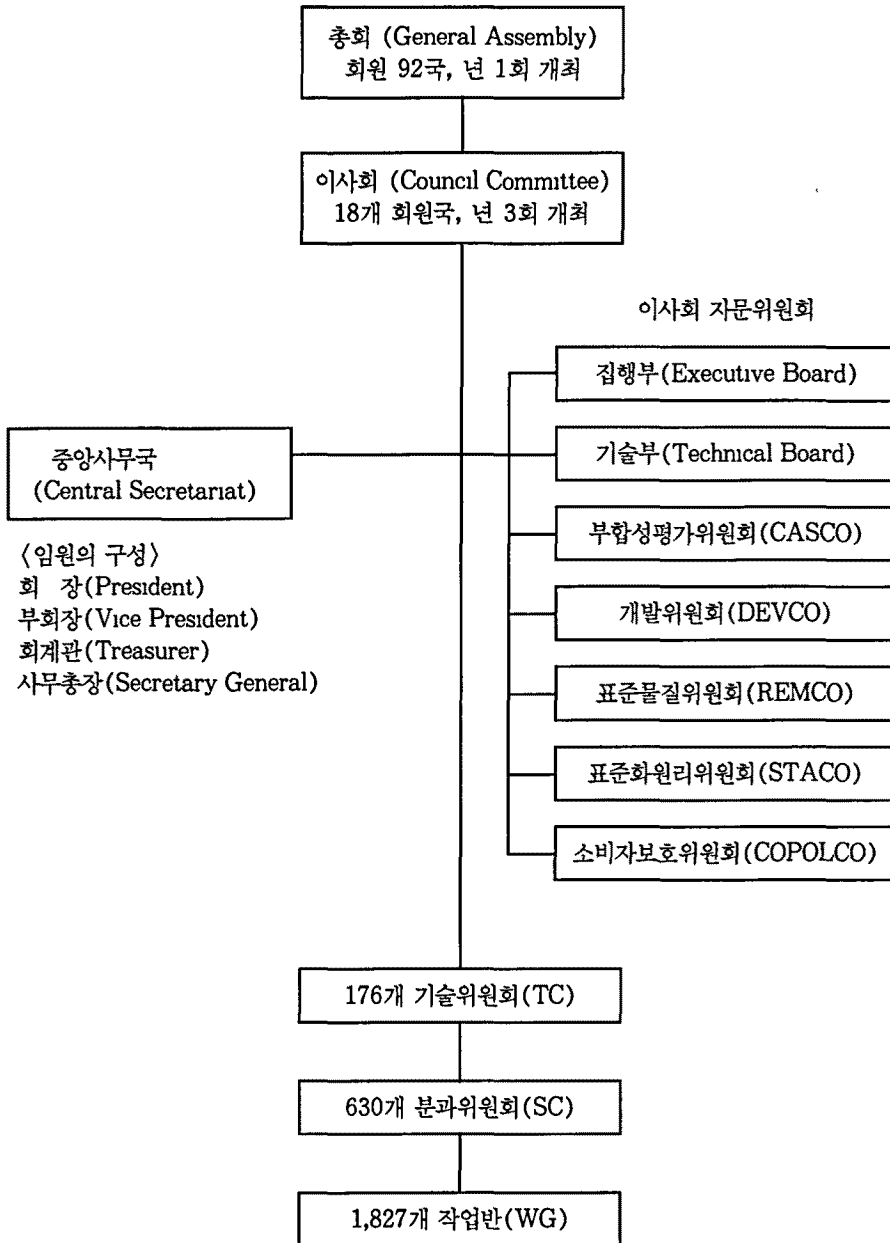 총회 (General Assembly)
회원 92국, 년 1회 개최
이사회 (Council Committee)
18개 회원국, 년 3회 개최
이사회 자문위원회
집행부(Executive Board)
기술부(Technical Board)
부합성평가위원회(CASCO)
개발위원회(DEVCO)
표준물질위원회(REMCO)
표준화원리위원회(STACO)
소비자보호위원회(COPOLCO)
중앙사무국
(Central Secretariat)
〈임원의 구성〉
회 장(President)
부회장(Vice President)
회계관(Treasurer)
사무총장(Secretary General)
176개 기술위원회(TC)
630개 분과위원회(SC)
1,827개 작업반(WG)